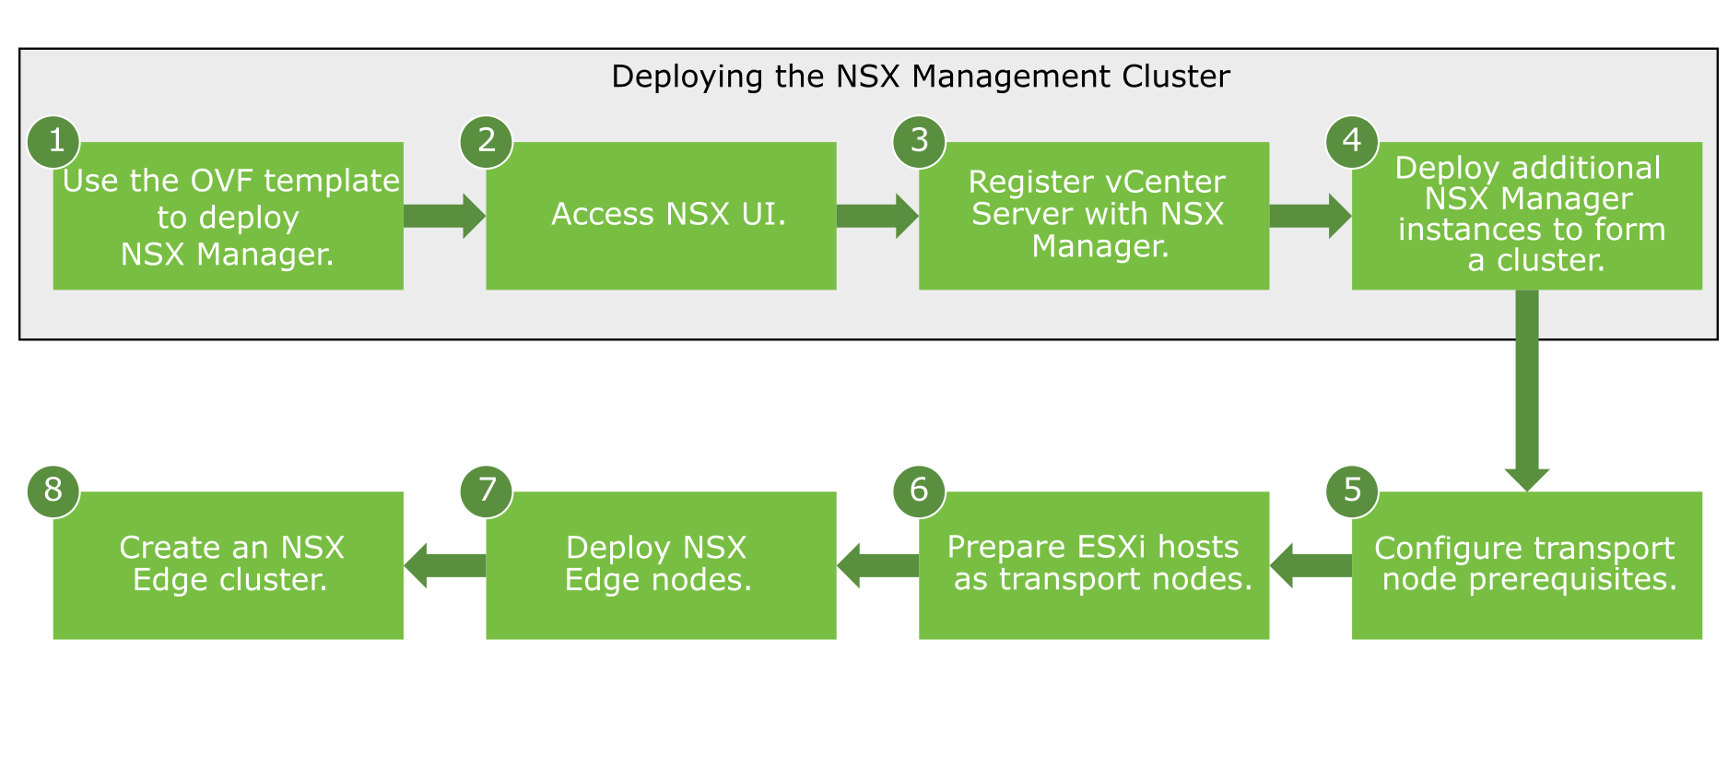 Deploying the NSX Management Cluster
1
Use the OVF template
to deploy
NSX Manager.
2
Access NSX UI.
3
Register vCenter
Server with NSX
Manager.
4
Deploy additional
NSX Manager
instances to form
a cluster.
5
Configure transport
node prerequisites.
6
Prepare ESXi hosts
as transport nodes.
7
Deploy NSX
Edge nodes.
8
Create an NSX
Edge cluster.